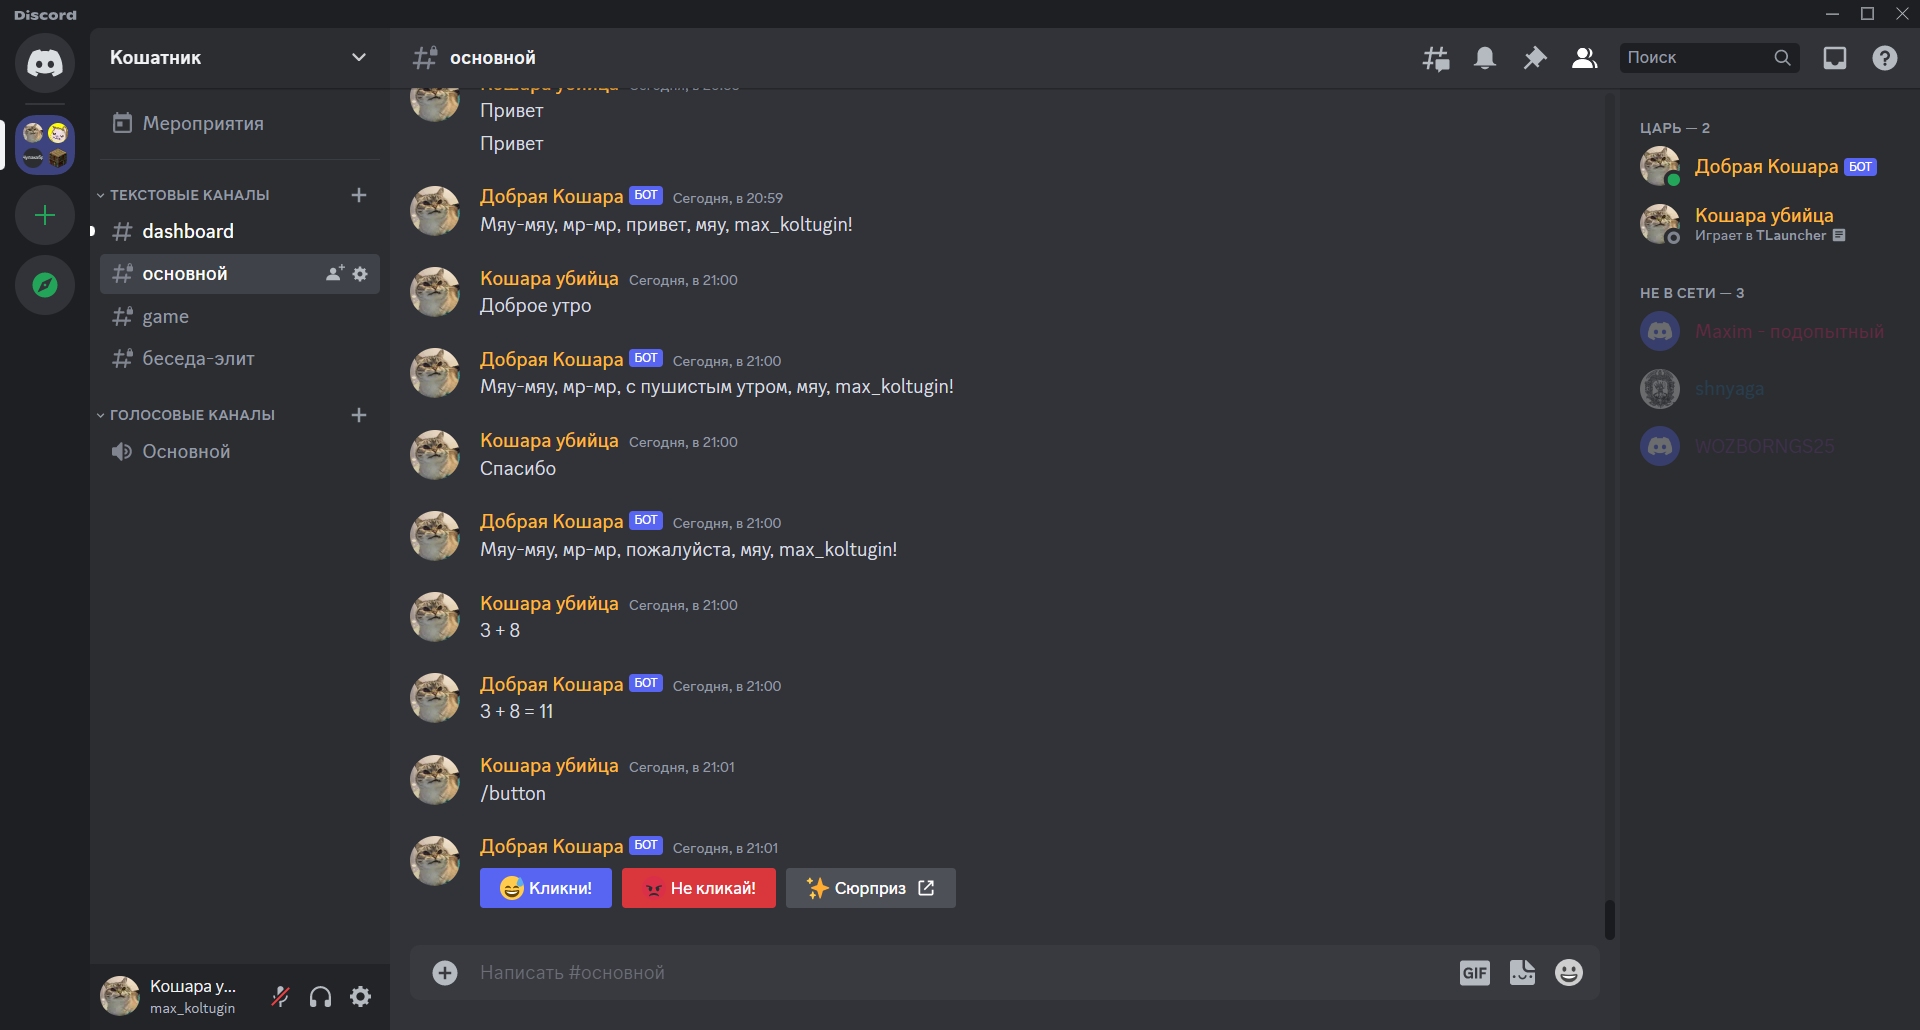 Discord
Кошатник
Мероприятия
ТЕКСТОВЫЕ КАНАЛЫ
dashboard
основной
game
беседа-элит
ГОЛОСОВЫЕ КАНАЛЫ
Основной
Кошара у...
max_koltugin
основной
Поиск
Кошара убийца
Привет
Привет
Добрая Кошара БОТ Сегодня, в 20:59
Мяу-мяу, мр-мр, привет, мяу, max_koltugin!
Кошара убийца Сегодня, в 21:00
Доброе утро
Добрая Кошара БОТ Сегодня, в 21:00
Мяу-мяу, мр-мр, с пушистым утром, мяу, max_koltugin!
Кошара убийца Сегодня, в 21:00
Спасибо
Добрая Кошара БОТ Сегодня, в 21:00
Мяу-мяу, мр-мр, пожалуйста, мяу, max_koltugin!
Кошара убийца Сегодня, в 21:00
3 + 8
Добрая Кошара БОТ Сегодня, в 21:00
3 + 8 = 11
Кошара убийца Сегодня, в 21:01
/button
Добрая Кошара БОТ Сегодня, в 21:01
Кликни! Не кликай! Сюрприз
Написать #основной
GIF
ЦАРЬ — 2
Добрая Кошара БОТ
Кошара убийца
Играет в TLauncher
НЕ В СЕТИ — 3
Maxim - подопытный
shnyaga
WOZBORNGS25